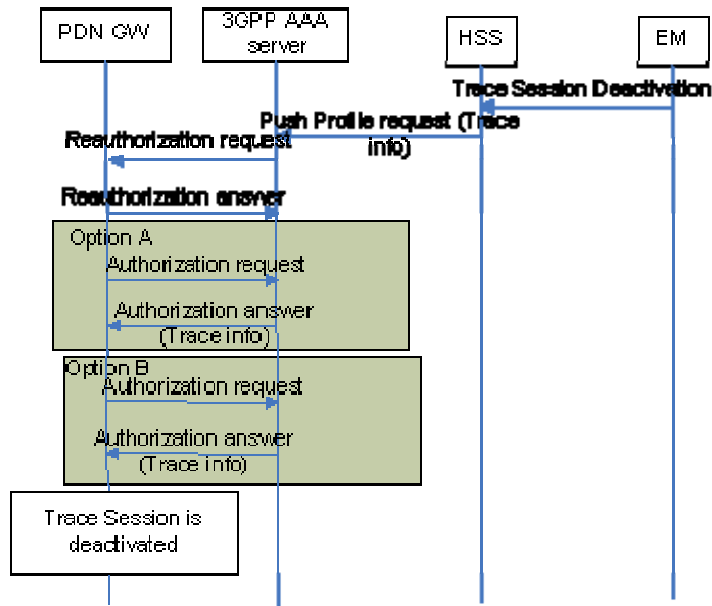 PDN GW
3GPP AAA
server
HSS
EM
Trace Session Deactivation
Push Profile request (Trace
info)
Reauthorization request
Reauthorization answer
Option A
Authorization request
Authorization answer
(Trace info)
Option B
Authorization request
Authorization answer
(Trace info)
Trace Session is
deactivated